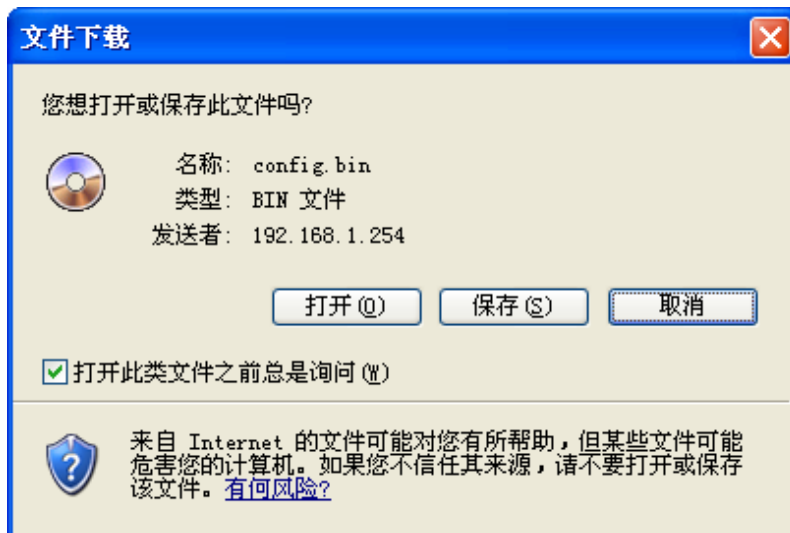 文件下载
您想打开或保存此文件吗?
名称: config.bin
类型: BIN 文件
发送者: 192.168.1.254
打开(O) 保存(S) 取消
打开此类文件之前总是询问(W)
来自 Internet 的文件可能对您有所帮助，但某些文件可能
危害您的计算机。如果您不信任其来源，请不要打开或保存
该文件。有何风险?